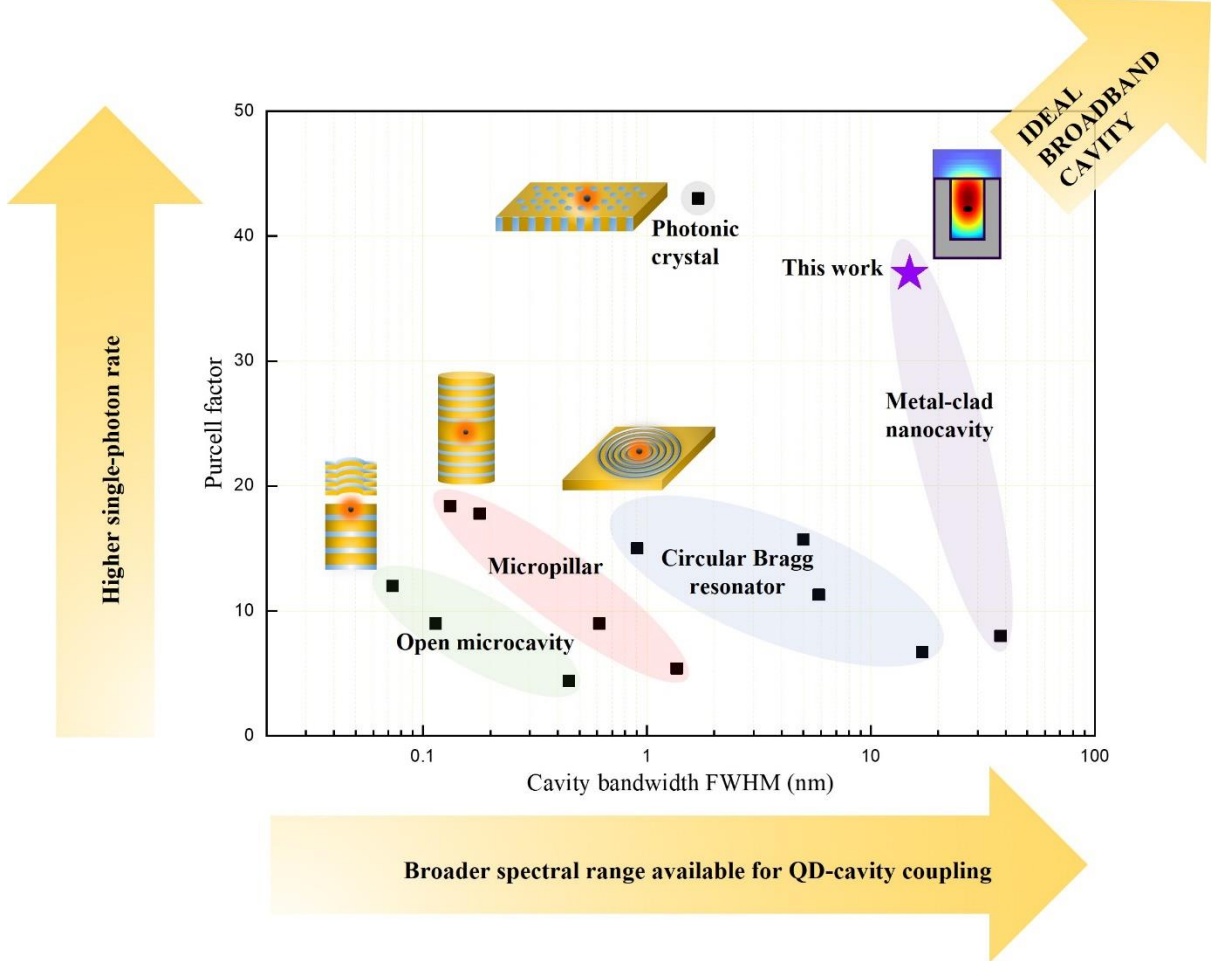 IDEAL
BROADBAND
CAVITY
Higher single-photon rate
Purcell factor
50
40
30
20
10
0
Photonic
crystal
This work
Metal-clad
nanocavity
Micropillar
Circular Bragg
resonator
Open microcavity
0.1
1
10
100
Cavity bandwidth FWHM (nm)
Broader spectral range available for QD-cavity coupling